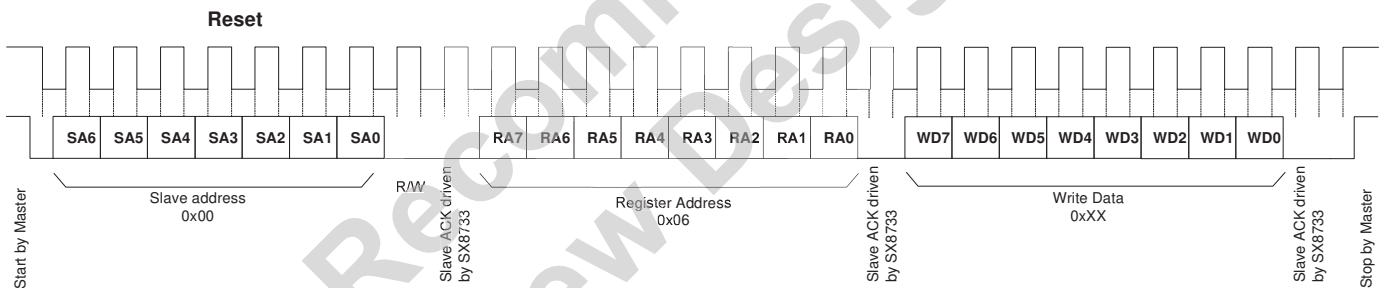 Reset
SA6 SA5 SA4 SA3 SA2 SA1 SA0 RA7 RA6 RA5 RA4 RA3 RA2 RA1 RA0 WD7 WD6 WD5 WD4 WD3 WD2 WD1 WD0
Start by Master
Slave address
0x00
R/W
Slave ACK driven
by SX8733
Register Address
0x06
Slave ACK driven
by SX8733
Write Data
0xXX
Slave ACK driven
by SX8733
Stop by Master